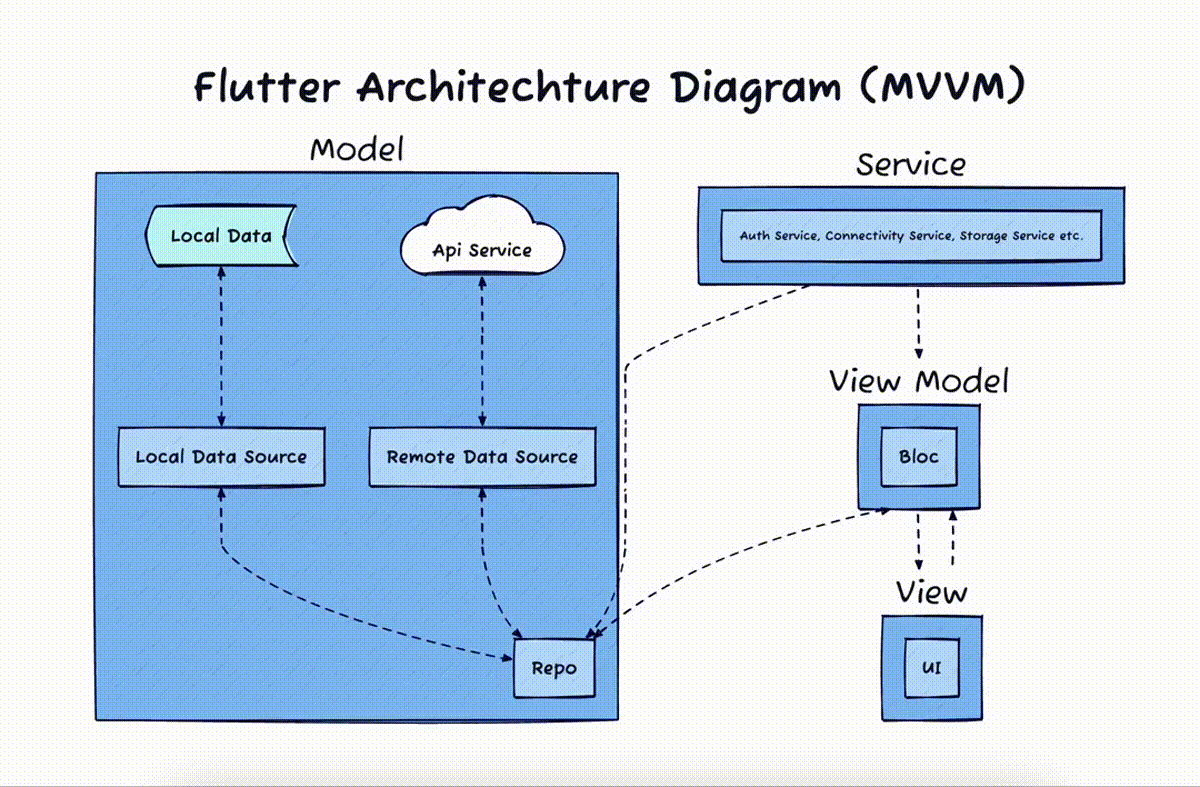 Flutter Architechture Diagram (MVVM)
Model
Service
Local Data
Api Service
Auth Service, Connectivity Service, Storage Service etc.
View Model
Local Data Source
Remote Data Source
Bloc
View
Repo
UI